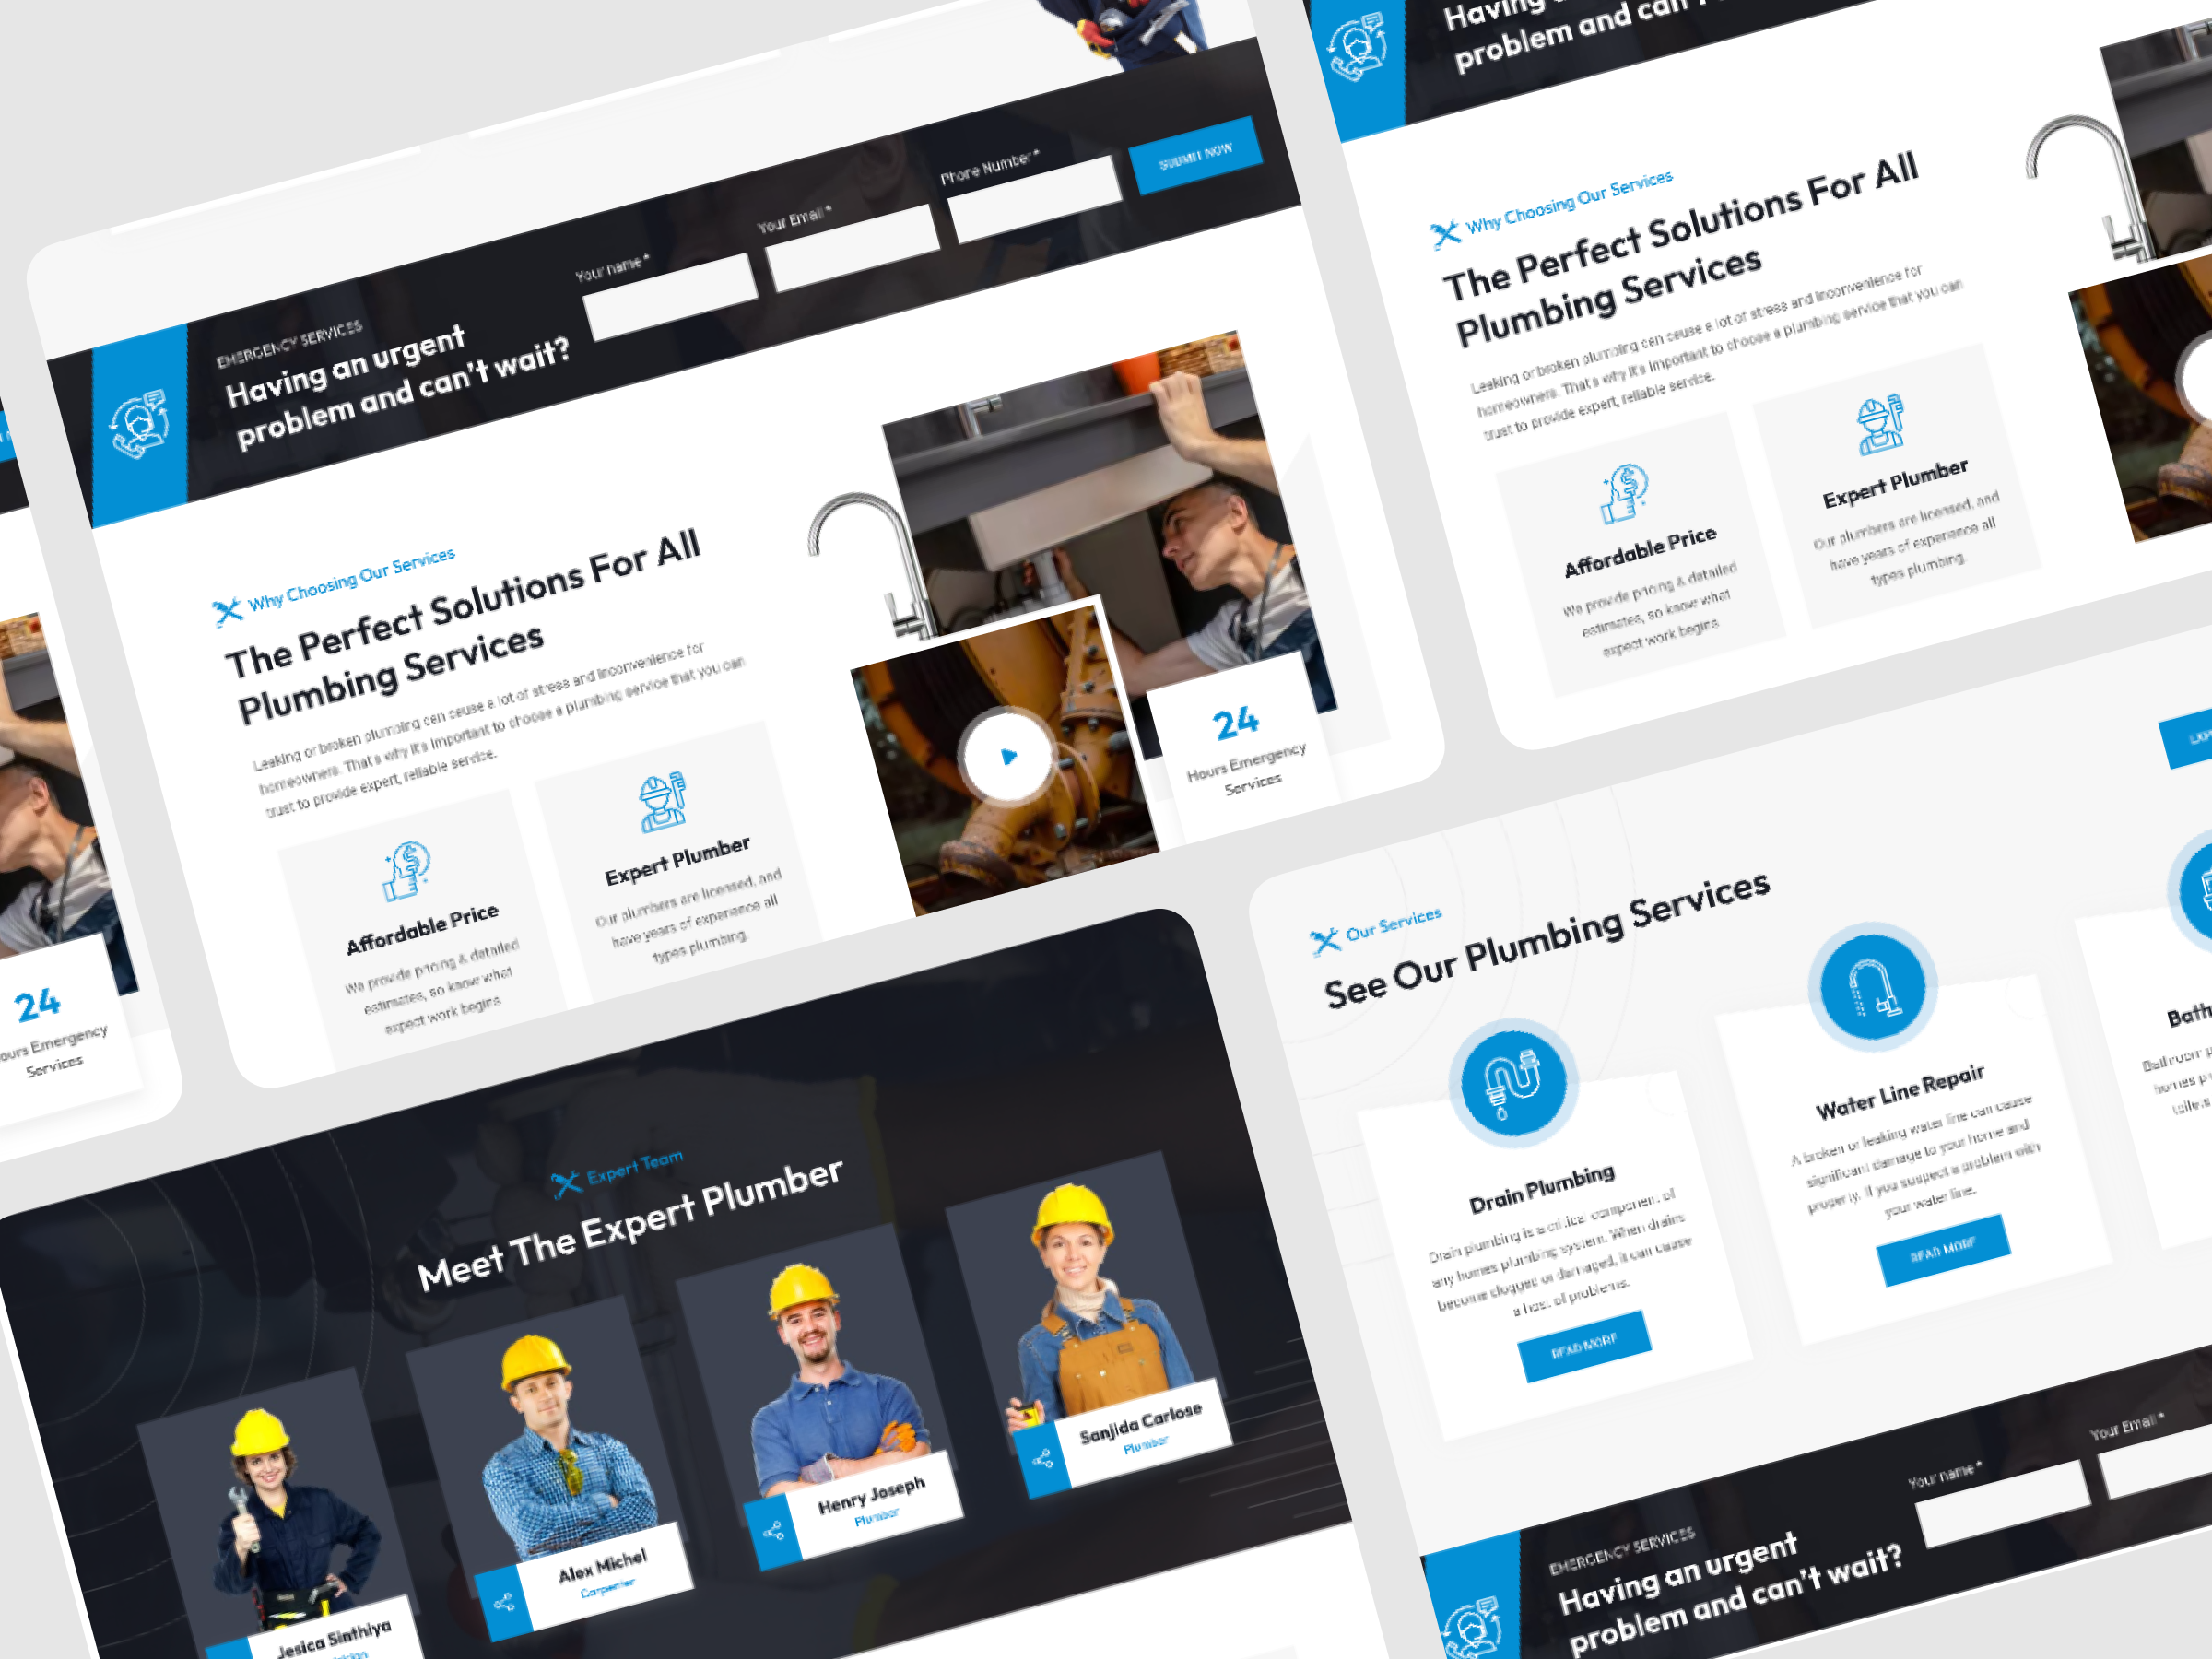 EMERGENCY SERVICES
Having an urgent
problem and can't wait?
Your name *
Your Email *
Phone Number *
SUBMIT NOW
Why Choosing Our Services
The Perfect Solutions For All
Plumbing Services
Leaking or broken plumbing can cause a lot of stress and inconvenience for
homeowners. That's why it's important to choose a plumbing service that you can
trust to provide expert, reliable service.
Affordable Price
We provide pricing & detailed
estimates, so know what
expect work begins
Expert Plumber
Our plumbers are licensed, and
have years of experience all
types plumbing.
24
Hours Emergency
Services
Having
problem and can't
Why Choosing Our Services
The Perfect Solutions For All
Plumbing Services
Leaking or broken plumbing can cause a lot of stress and inconvenience for
homeowners. That's why it's important to choose a plumbing service that you can
trust to provide expert, reliable service.
Affordable Price
We provide pricing & detailed
estimates, so know what
expect work begins
Expert Plumber
Our plumbers are licensed, and
have years of experience all
types plumbing.
24
Emergency
Services
Expert Team
Meet The Expert Plumber
Jesica Sinthiya
Alex Michel
Carpenter
Henry Joseph
Plumber
Sanjida Carlose
Plumber
Our Services
See Our Plumbing Services
Drain Plumbing
Drain plumbing is a critical component of
any homes plumbing system. When drains
become clogged or damaged, it can cause
a host of problems.
READ MORE
Water Line Repair
A broken or leaking water line can cause
significant damage to your home and
property. If you suspect a problem with
your water line.
READ MORE
Bath
homes
EMERGENCY SERVICES
Having an urgent
problem and can't wait?
Your name *
Your Email *